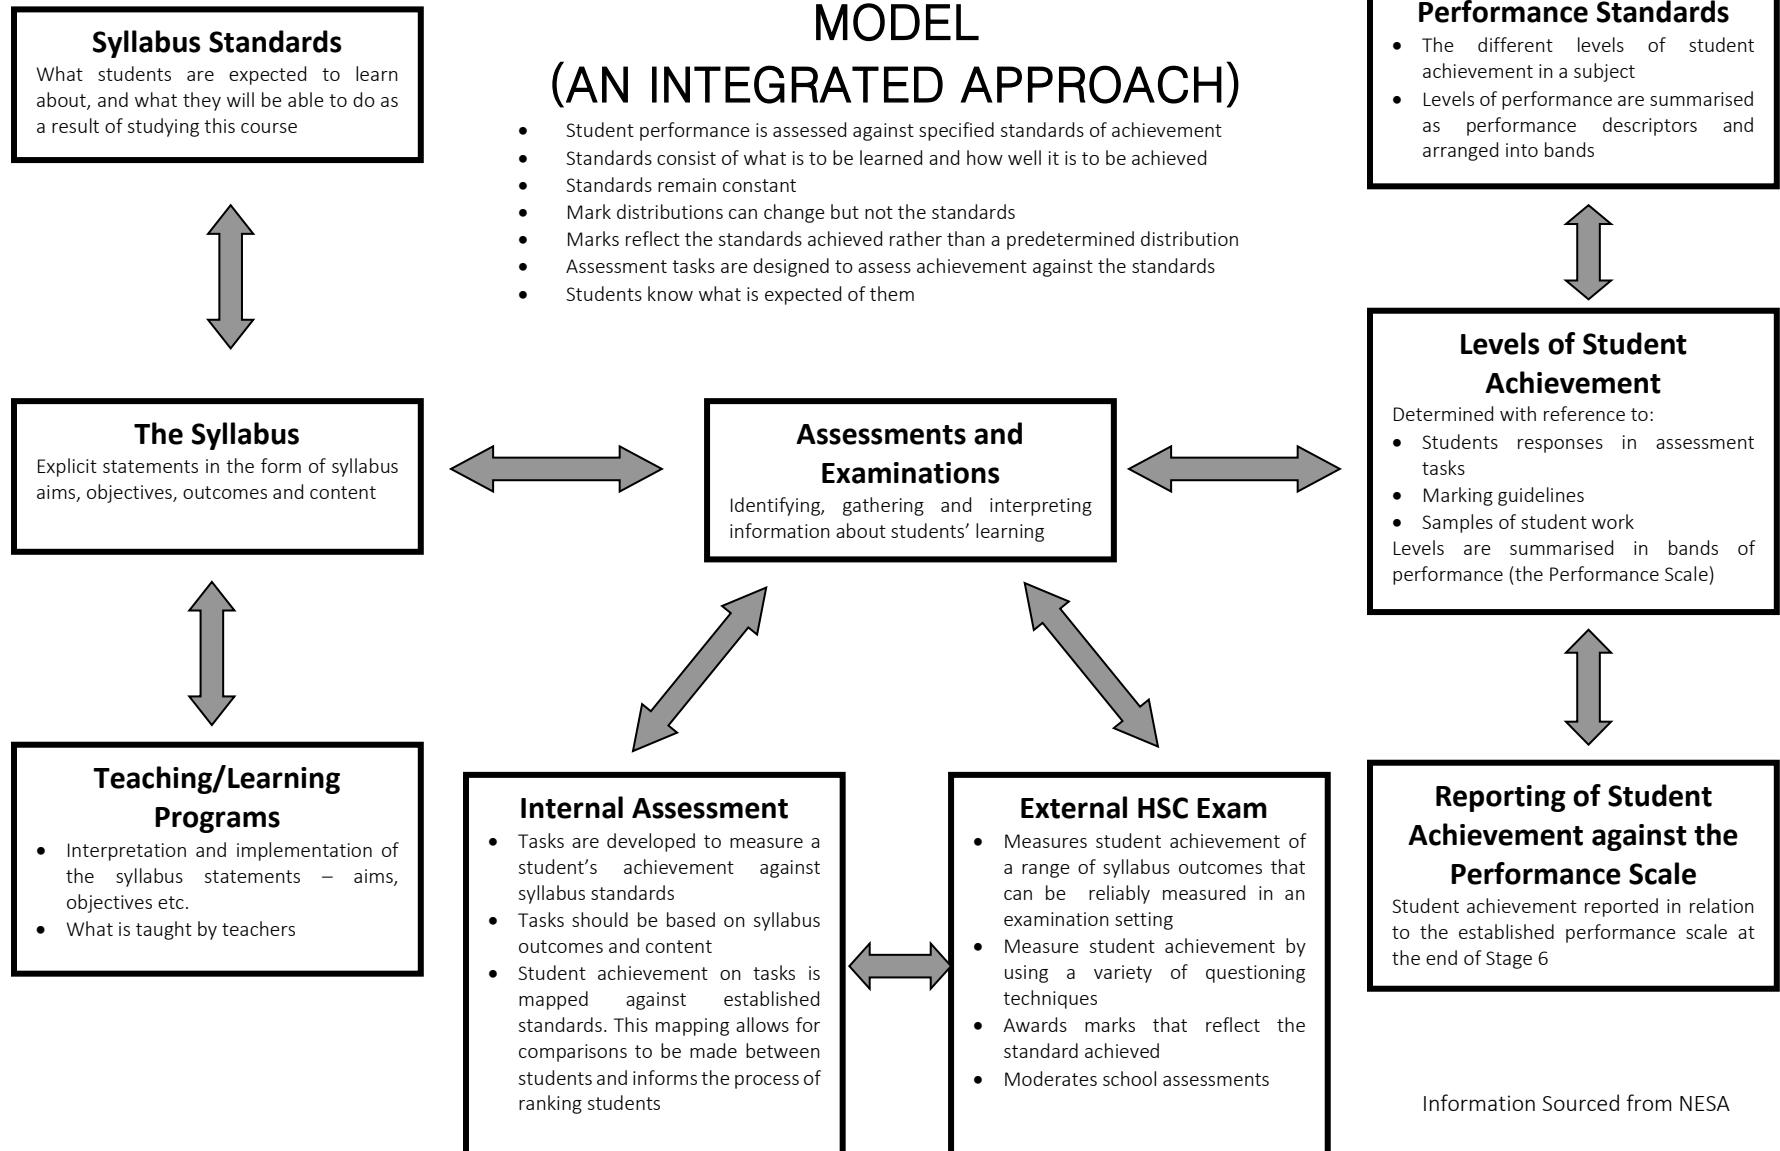 MODEL
(AN INTEGRATED APPROACH)
• Student performance is assessed against specified standards of achievement
• Standards consist of what is to be learned and how well it is to be achieved
• Standards remain constant
• Mark distributions can change but not the standards
• Marks reflect the standards achieved rather than a predetermined distribution
• Assessment tasks are designed to assess achievement against the standards
• Students know what is expected of them
Syllabus Standards
What students are expected to learn
about, and what they will be able to do as
a result of studying this course
The Syllabus
Explicit statements in the form of syllabus
aims, objectives, outcomes and content
Teaching/Learning
Programs
• Interpretation and implementation of
the syllabus statements – aims,
objectives etc.
• What is taught by teachers
Assessments and
Examinations
Identifying, gathering and interpreting
information about students’ learning
Internal Assessment
• Tasks are developed to measure a
student’s achievement against
syllabus standards
• Tasks should be based on syllabus
outcomes and content
• Student achievement on tasks is
mapped against established
standards. This mapping allows for
comparisons to be made between
students and informs the process of
ranking students
External HSC Exam
• Measures student achievement of
a range of syllabus outcomes that
can be reliably measured in an
examination setting
• Measure student achievement by
using a variety of questioning
techniques
• Awards marks that reflect the
standard achieved
• Moderates school assessments
Performance Standards
• The different levels of student
achievement in a subject
• Levels of performance are summarised
as performance descriptors and
arranged into bands
Levels of Student
Achievement
Determined with reference to:
• Students responses in assessment
tasks
• Marking guidelines
• Samples of student work
Levels are summarised in bands of
performance (the Performance Scale)
Reporting of Student
Achievement against the
Performance Scale
Student achievement reported in relation
to the established performance scale at
the end of Stage 6
Information Sourced from NESA